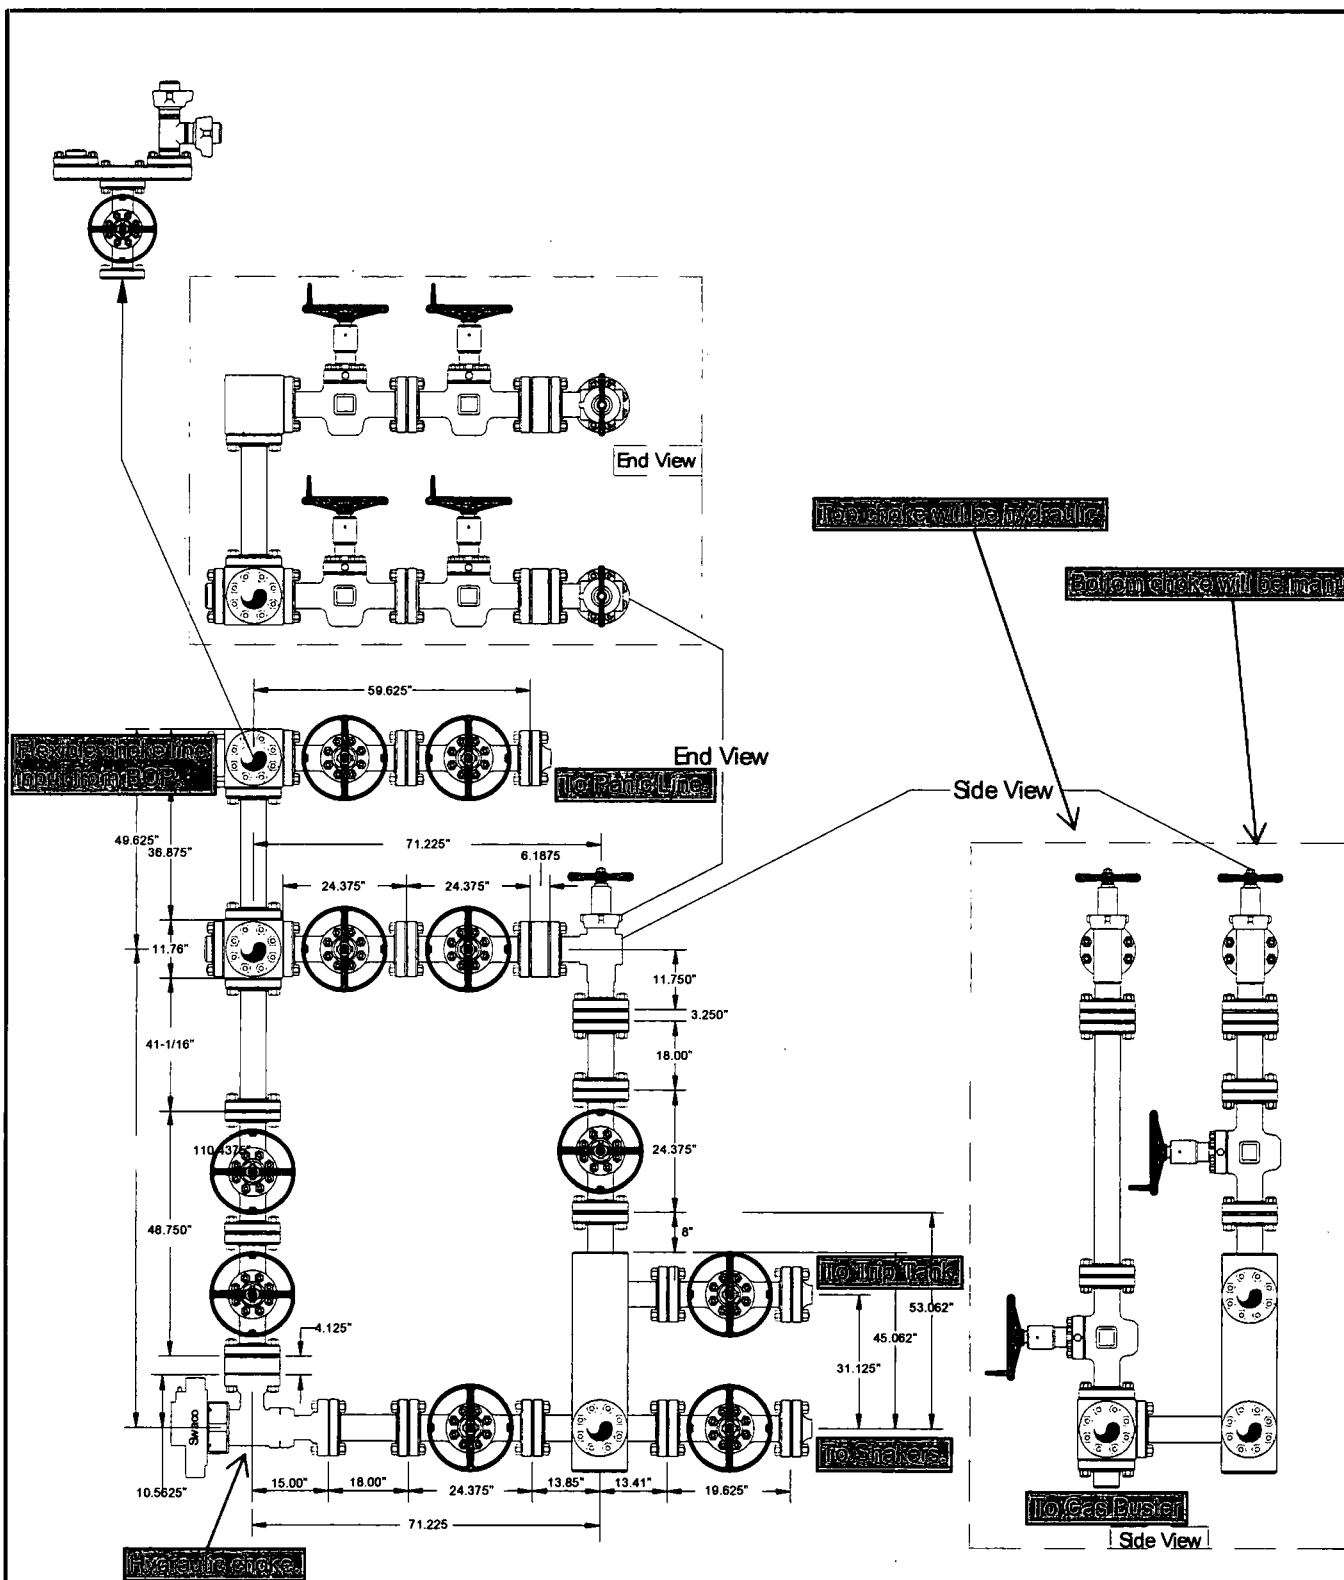 End View
Top choke will be hydraulic.
Bottom choke will be manu
59.625"
Flexible choke line
input from BOP.
End View
To Panic Line.
Side View
49.625"
36.875"
71.225"
6.1875
24.375"
24.375"
11.76"
11.750"
3.250"
41-1/16"
18.00"
110.4375"
24.375"
48.750"
8"
To Trip Tank.
53.062"
45.062"
4.125"
31.125"
Swaco
To Shakers.
10.5625"
15.00"
18.00"
24.375"
13.85"
13.41"
19.625"
To Gas Buster
71.225
Side View
Hydraulic choke.